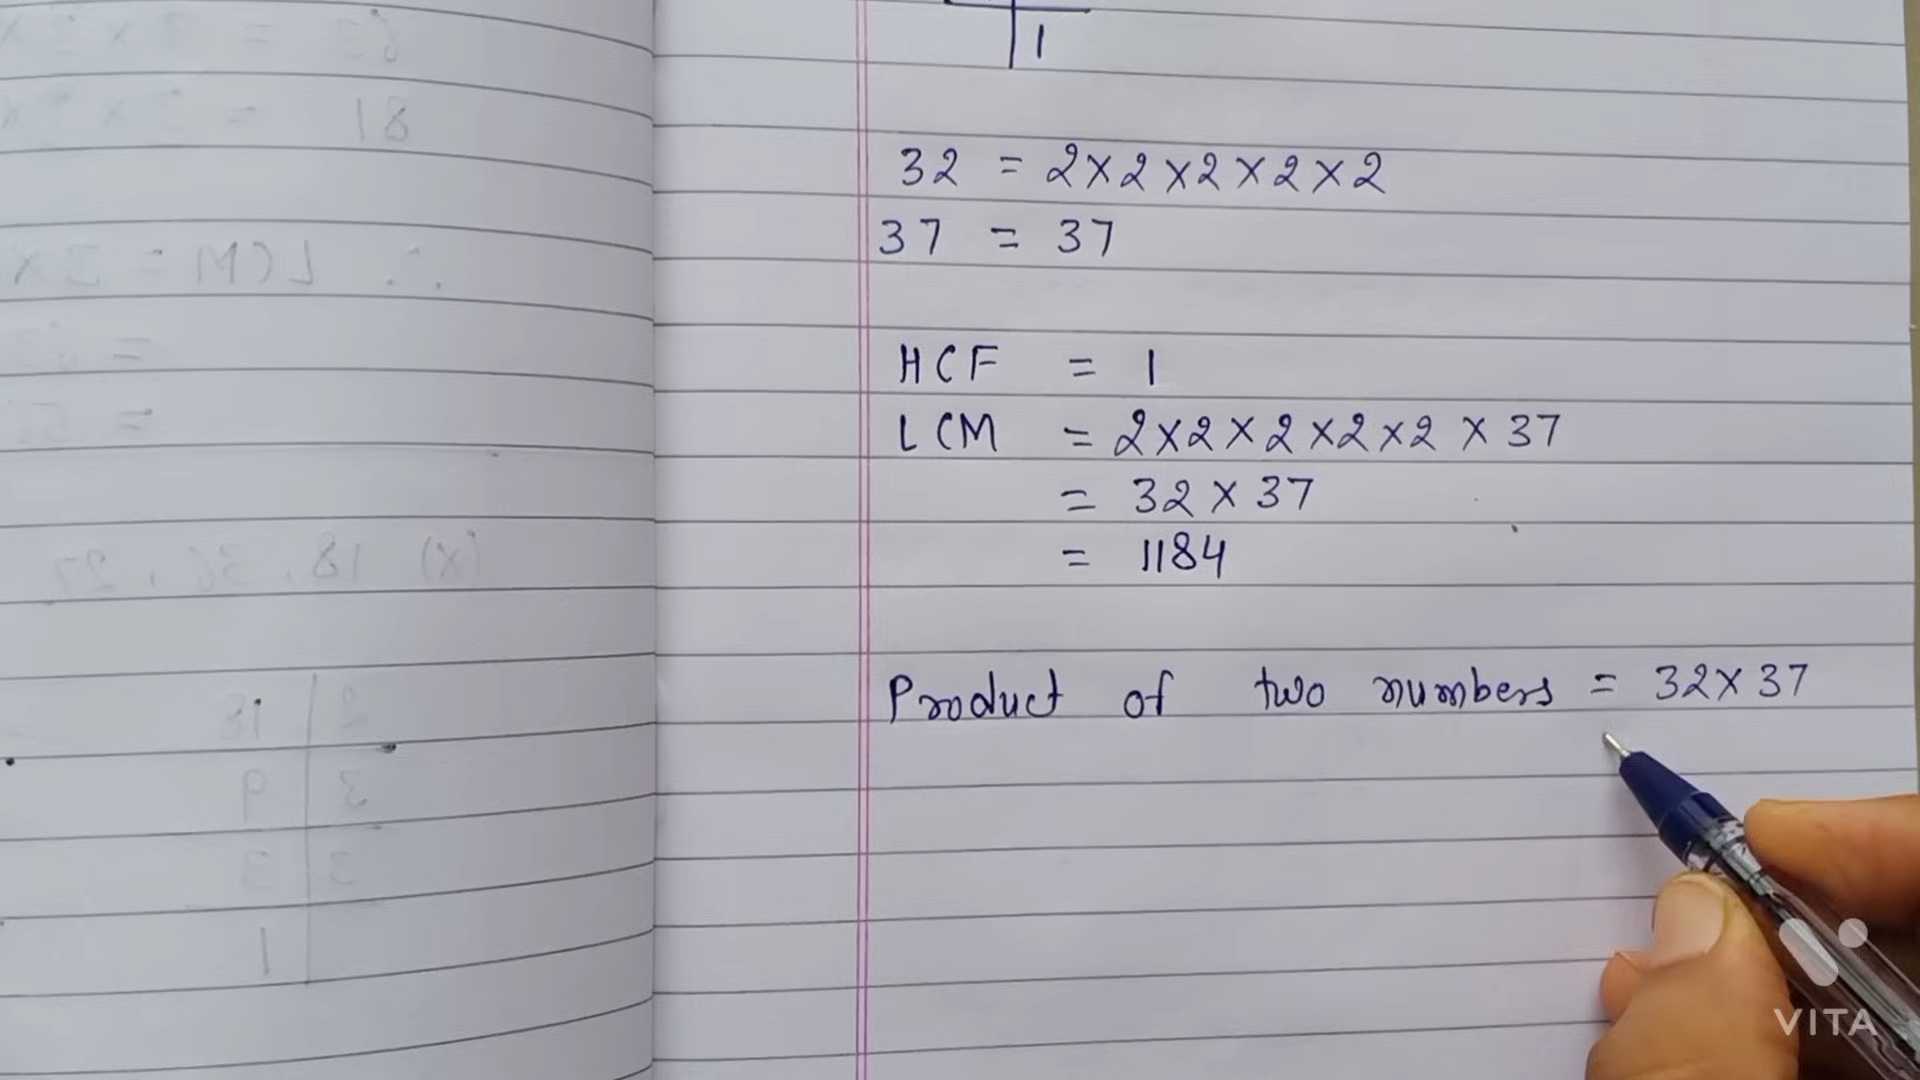 1
32 = 2×2×2×2×2
37 = 37
HCF = 1
LCM = 2×2×2×2×2×37
= 32×37
= 1184
Product of two numbers = 32×37
VITA